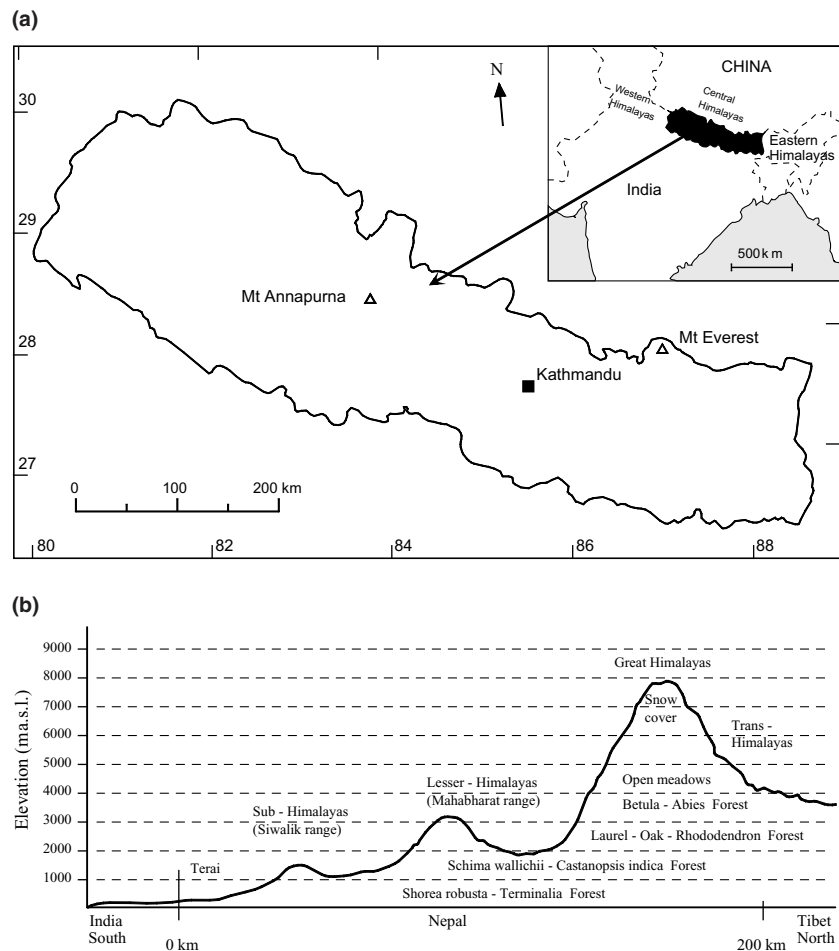 (a)
N
CHINA
Western
Himalayas
Central
Himalayas
Eastern
Himalayas
India
500 km
30
29
28
27
Mt Annapurna
Mt Everest
Kathmandu
0 100 200 km
80 82 84 86 88
(b)
Elevation (m a.s.l.)
9000
8000
7000
6000
5000
4000
3000
2000
1000
Great Himalayas
Snow
cover
Trans -
Himalayas
Open meadows
Betula - Abies Forest
Lesser - Himalayas
(Mahabharat range)
Sub - Himalayas
(Siwalik range)
Laurel - Oak - Rhododendron Forest
Schima wallichii - Castanopsis indica Forest
Terai
Shorea robusta - Terminalia Forest
India
South
Nepal
Tibet
North
0 km
200 km